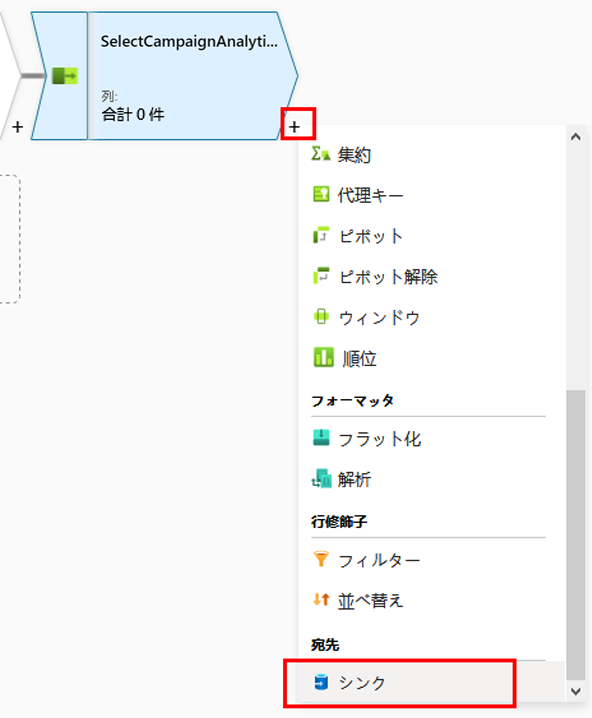 SelectCampaignAnalyti...
列:
合計 0 件
+
+
集約
代理キー
ピボット
ピボット解除
ウィンドウ
順位
フォーマッタ
フラット化
解析
行修飾子
フィルター
並べ替え
宛先
シンク